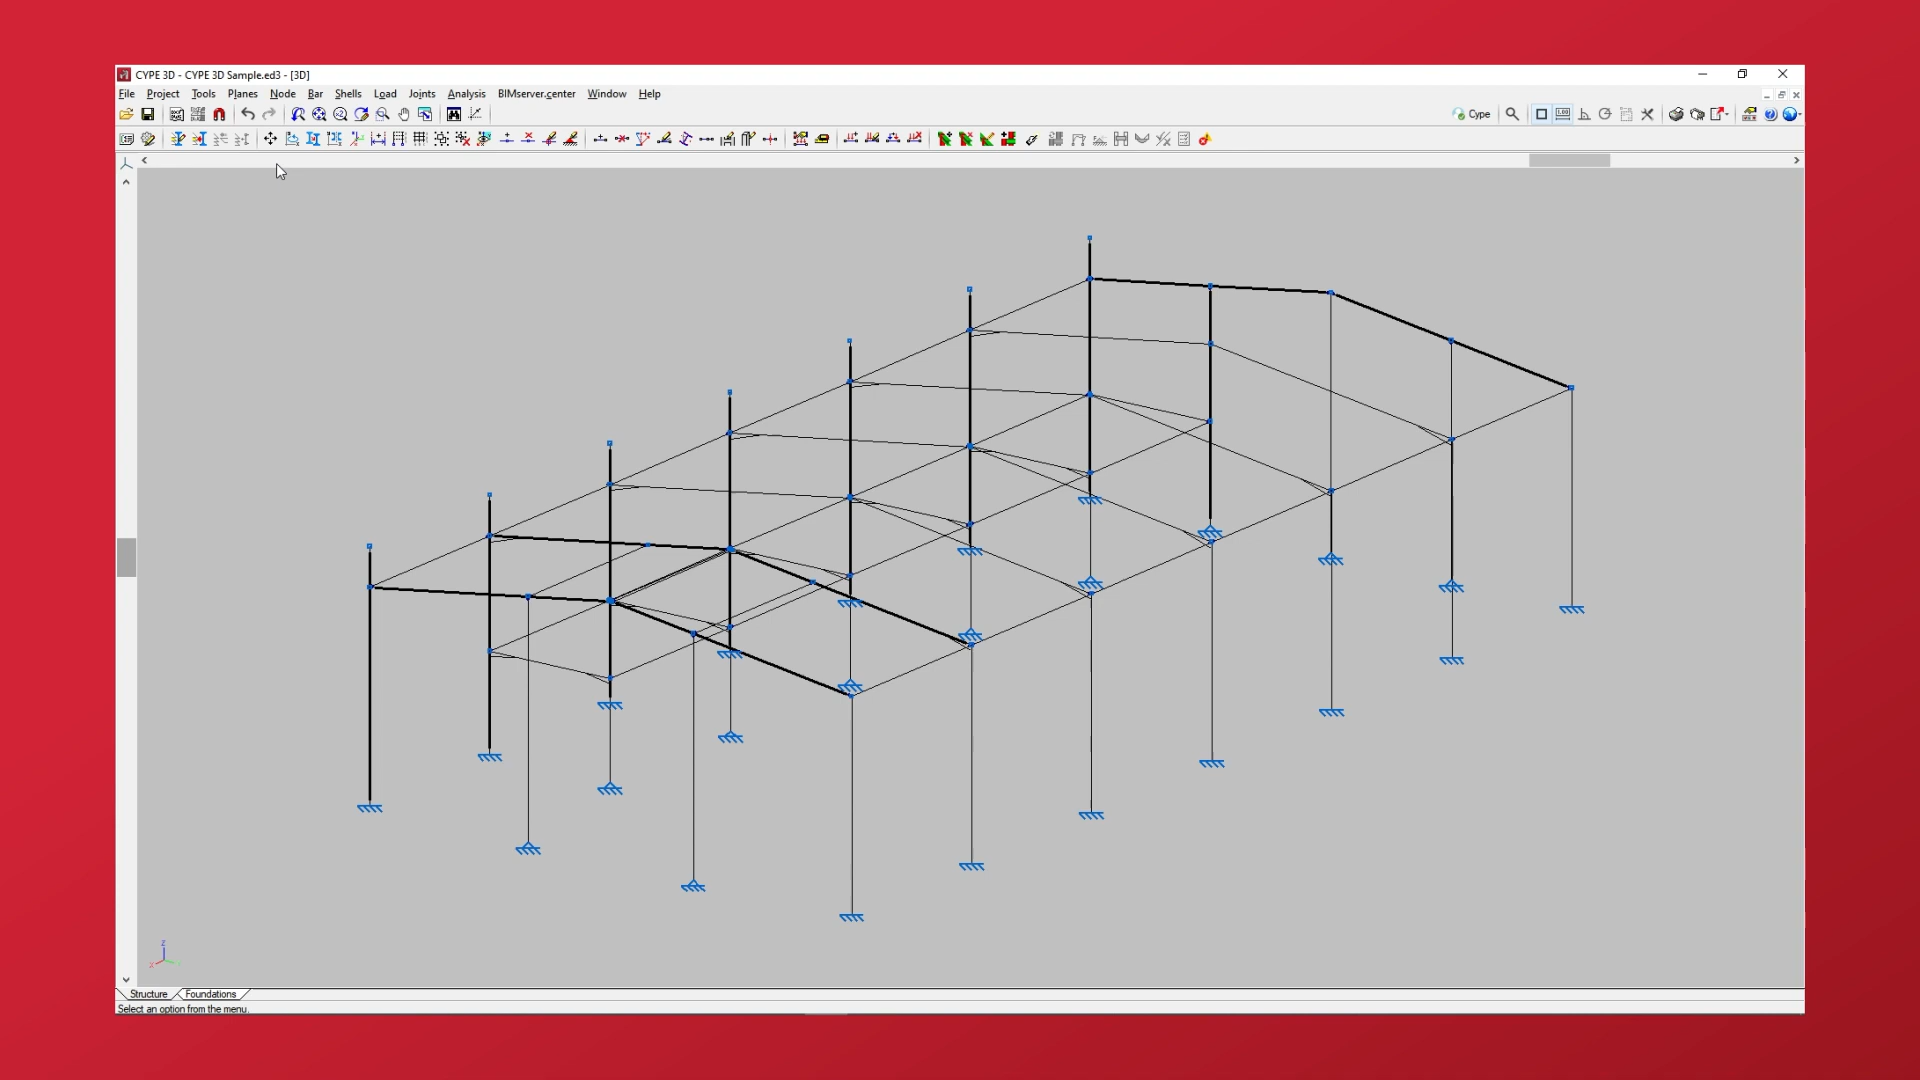 CYPE 3D - CYPE 3D Sample.ed3 - [3D]
File Project Tools Planes Node Bar Shells Load Joints Analysis BIMserver.center Window Help
Cype
Z
X
Structure Foundations
Select an option from the menu.